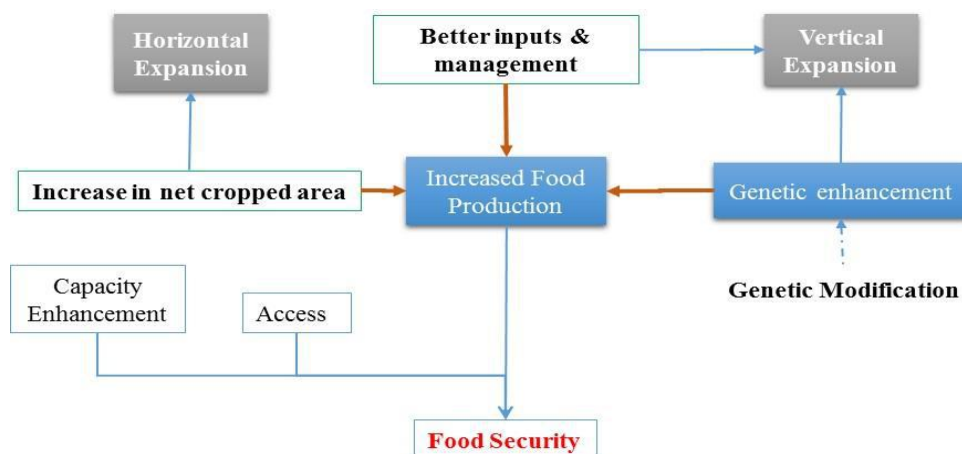 Horizontal
Expansion
Better inputs &
management
Vertical
Expansion
Increase in net cropped area
Increased Food
Production
Genetic enhancement
Capacity
Enhancement
Access
Genetic Modification
Food Security